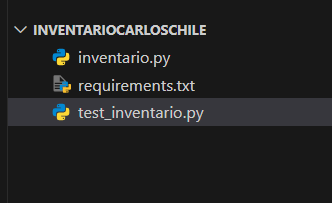 INVENTARIOCARLOSCHILE
inventario.py
requirements.txt
test_inventario.py